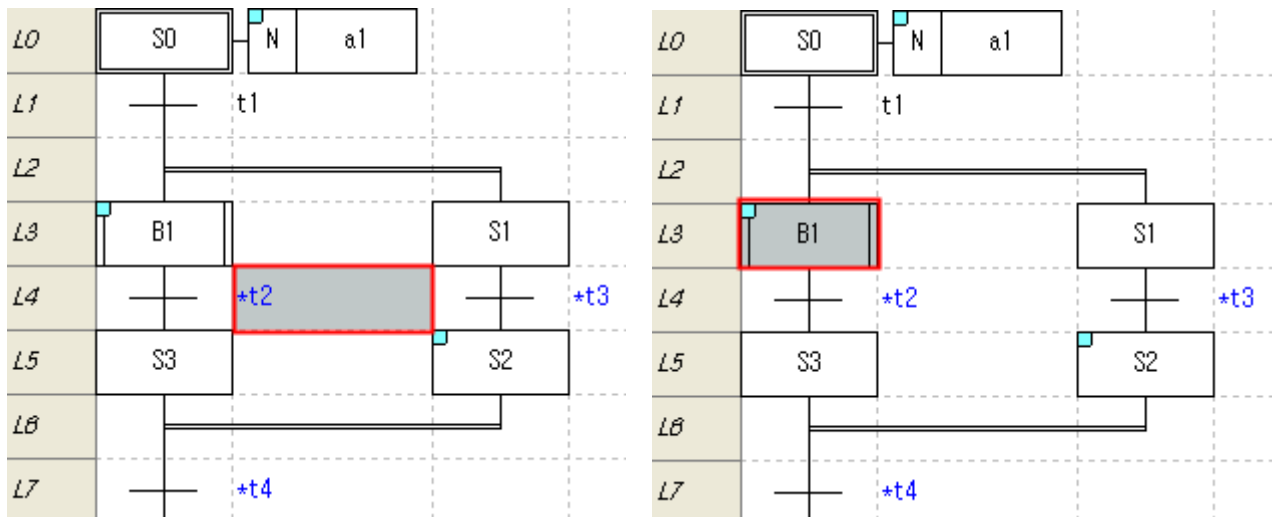 L0 S0 N a1
L1 t1
L2
L3 B1 S1
L4 *t2 *t3
L5 S3 S2
L6
L7 *t4
L0 S0 N a1
L1 t1
L2
L3 B1 S1
L4 *t2 *t3
L5 S3 S2
L6
L7 *t4